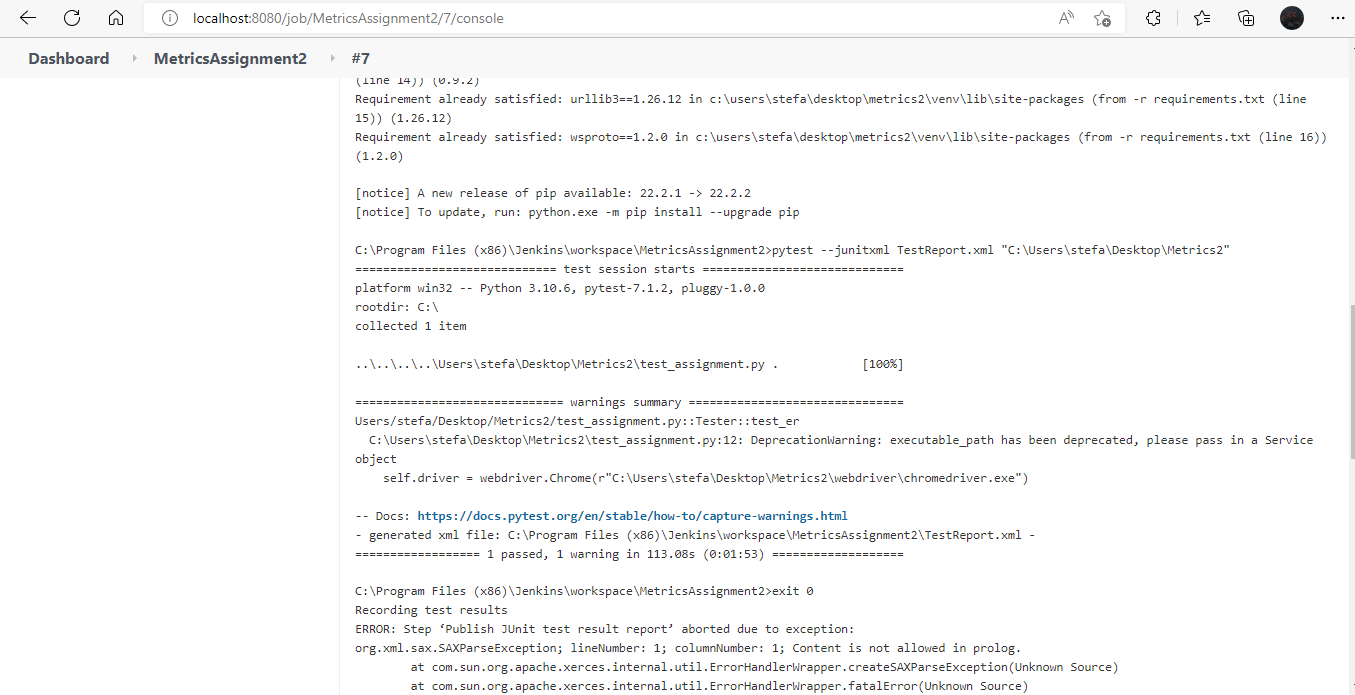 localhost:8080/job/MetricsAssignment2/7/console
Dashboard MetricsAssignment2 #7
(line 14)) (0.9.2)
Requirement already satisfied: urllib3==1.26.12 in c:\users\stefa\desktop\metrics2\venv\lib\site-packages (from -r requirements.txt (line
15)) (1.26.12)
Requirement already satisfied: wsproto==1.2.0 in c:\users\stefa\desktop\metrics2\venv\lib\site-packages (from -r requirements.txt (line 16))
(1.2.0)
[notice] A new release of pip available: 22.2.1 -> 22.2.2
[notice] To update, run: python.exe -m pip install --upgrade pip
C:\Program Files (x86)\Jenkins\workspace\MetricsAssignment2>pytest --junitxml TestReport.xml "C:\Users\stefa\Desktop\Metrics2"
============================= test session starts =============================
platform win32 -- Python 3.10.6, pytest-7.1.2, pluggy-1.0.0
rootdir: C:\
collected 1 item
..\..\..\..\Users\stefa\Desktop\Metrics2\test_assignment.py . [100%]
============================== warnings summary ===============================
Users/stefa/Desktop/Metrics2/test_assignment.py::Tester::test_er
C:\Users\stefa\Desktop\Metrics2\test_assignment.py:12: DeprecationWarning: executable_path has been deprecated, please pass in a Service
object
self.driver = webdriver.Chrome(r"C:\Users\stefa\Desktop\Metrics2\webdriver\chromedriver.exe")
-- Docs: https://docs.pytest.org/en/stable/how-to/capture-warnings.html
- generated xml file: C:\Program Files (x86)\Jenkins\workspace\MetricsAssignment2\TestReport.xml -
================== 1 passed, 1 warning in 113.08s (0:01:53) ===================
C:\Program Files (x86)\Jenkins\workspace\MetricsAssignment2>exit 0
Recording test results
ERROR: Step ‘Publish JUnit test result report’ aborted due to exception:
org.xml.sax.SAXParseException; lineNumber: 1; columnNumber: 1; Content is not allowed in prolog.
at com.sun.org.apache.xerces.internal.util.ErrorHandlerWrapper.createSAXParseException(Unknown Source)
at com.sun.org.apache.xerces.internal.util.ErrorHandlerWrapper.fatalError(Unknown Source)